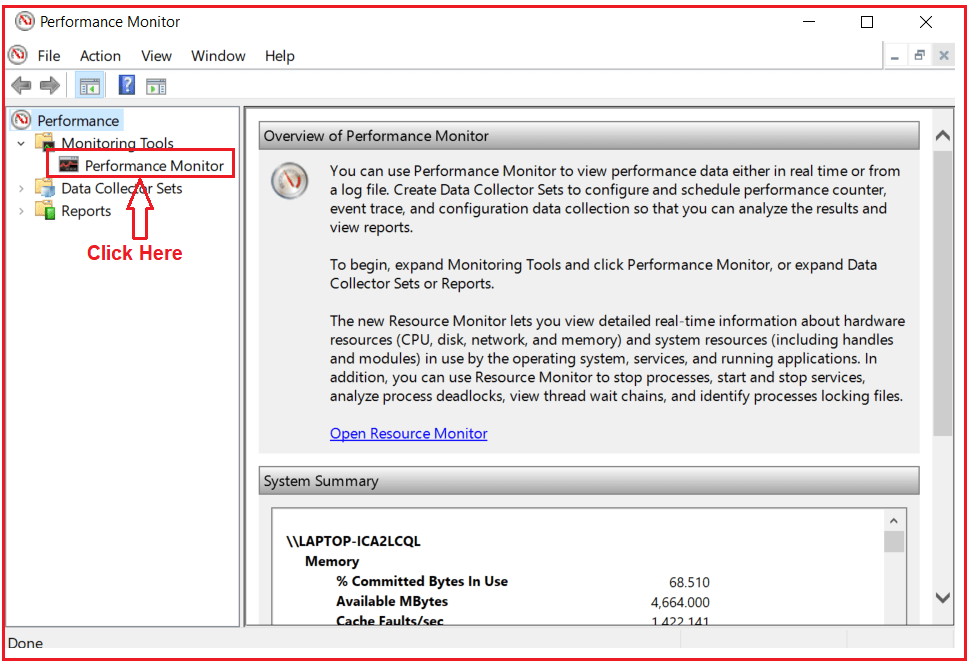 Performance Monitor
File Action View Window Help
Performance
Monitoring Tools
Performance Monitor
Data Collector Sets
Reports
Click Here
Overview of Performance Monitor
You can use Performance Monitor to view performance data either in real time or from
a log file. Create Data Collector Sets to configure and schedule performance counter,
event trace, and configuration data collection so that you can analyze the results and
view reports.
To begin, expand Monitoring Tools and click Performance Monitor, or expand Data
Collector Sets or Reports.
The new Resource Monitor lets you view detailed real-time information about hardware
resources (CPU, disk, network, and memory) and system resources (including handles
and modules) in use by the operating system, services, and running applications. In
addition, you can use Resource Monitor to stop processes, start and stop services,
analyze process deadlocks, view thread wait chains, and identify processes locking files.
Open Resource Monitor
System Summary
\\LAPTOP-ICA2LCQL
Memory
% Committed Bytes In Use 68.510
Available MBytes 4,664.000
Cache Faults/sec 1,422.141
Done